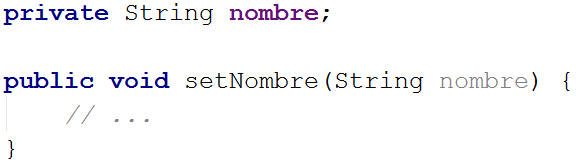 private String nombre;
public void setNombre(String nombre) {
// ...
}